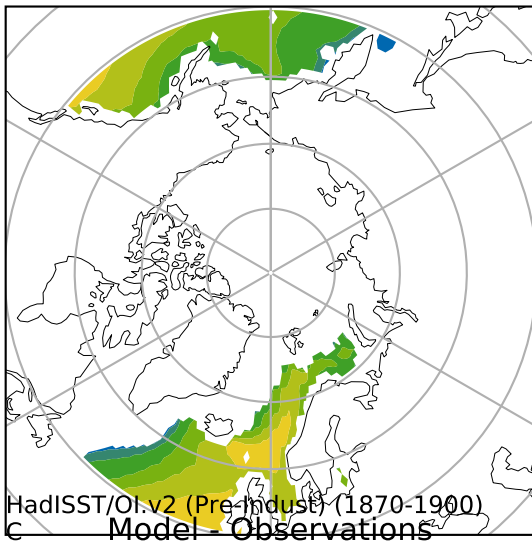 HadISST/OI.v2 (Pre-Indust) (1870-1900)
C Model - Observations